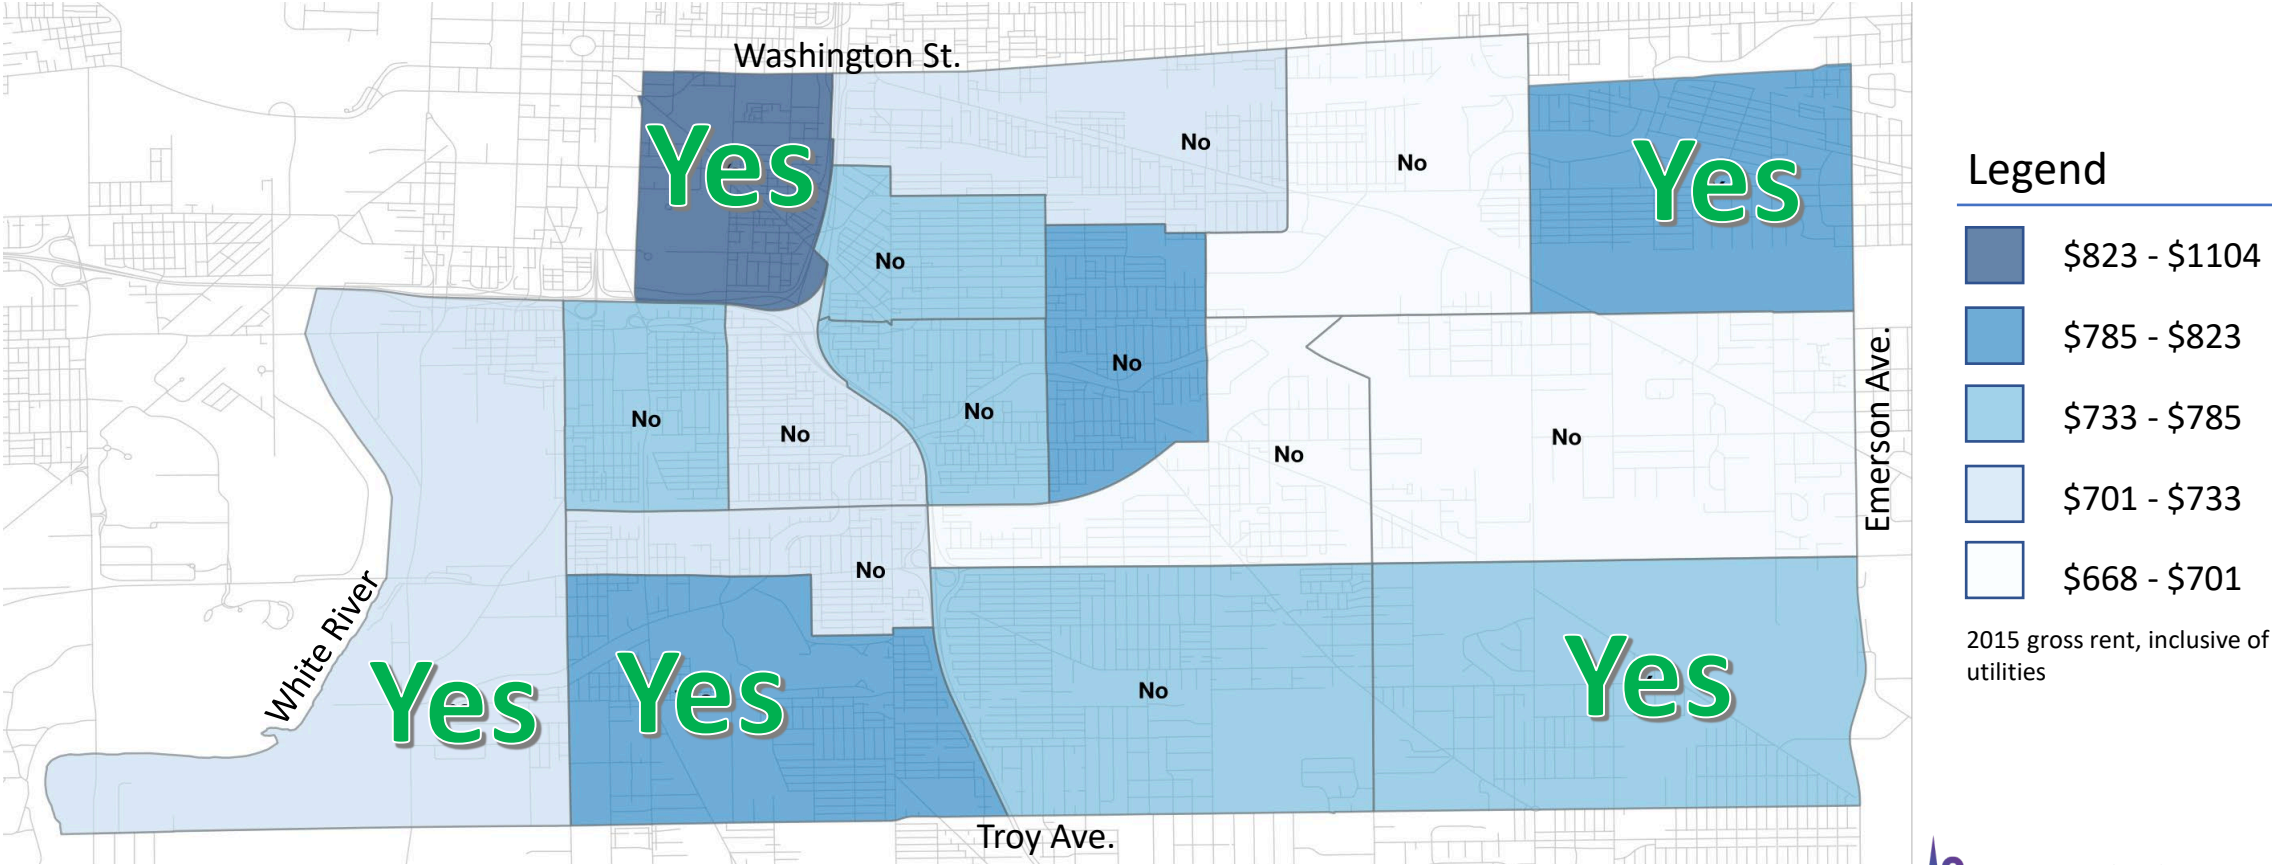 Washington St.
Yes
No
No
Yes
No
No
No
No
No
No
No
No
No
Yes
Yes
No
Yes
White River
Emerson Ave.
Troy Ave.
Legend
$823 - $1104
$785 - $823
$733 - $785
$701 - $733
$668 - $701
2015 gross rent, inclusive of
utilities